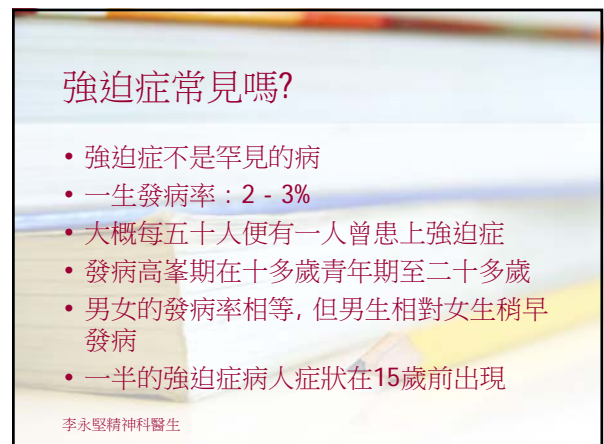 強迫症常見嗎?
• 強迫症不是罕見的病
• 一生發病率：2 - 3%
• 大概每五十人便有一人曾患上強迫症
• 發病高峯期在十多歲青年期至二十多歲
• 男女的發病率相等, 但男生相對女生稍早
發病
• 一半的強迫症病人症狀在15歲前出現
李永堅精神科醫生